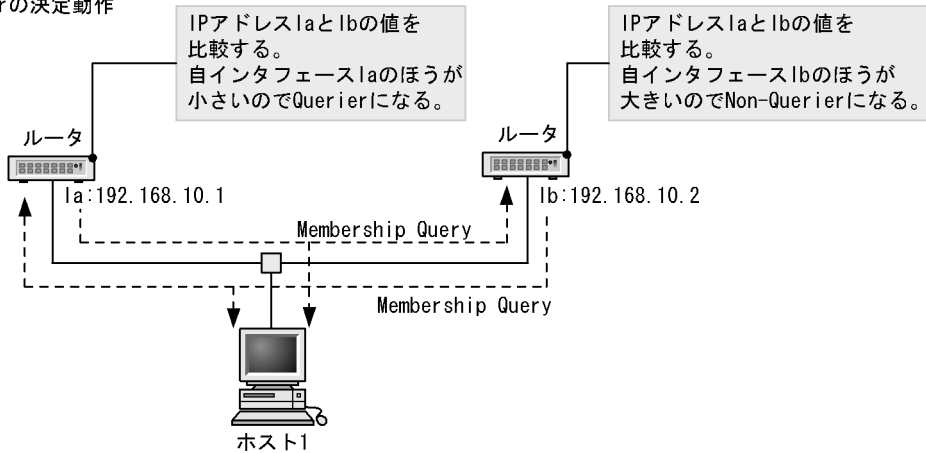 rの決定動作
IPアドレスIaとIbの値を
比較する。
自インタフェースIaのほうが
小さいのでQuerierになる。
IPアドレスIaとIbの値を
比較する。
自インタフェースIbのほうが
大きいのでNon-Querierになる。
ルータ
ルータ
Ia:192.168.10.1
Ib:192.168.10.2
Membership Query
Membership Query
ホスト1